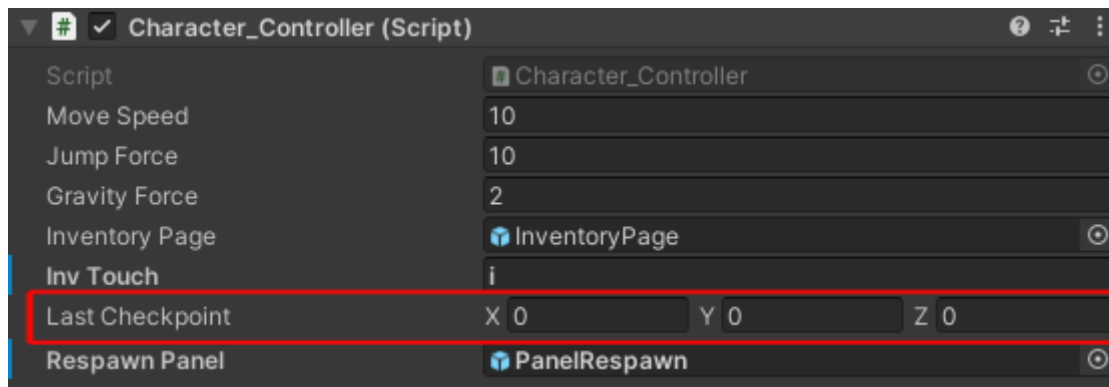 Character_Controller (Script)
Script Character_Controller
Move Speed 10
Jump Force 10
Gravity Force 2
Inventory Page InventoryPage
Inv Touch i
Last Checkpoint X 0 Y 0 Z 0
Respawn Panel PanelRespawn